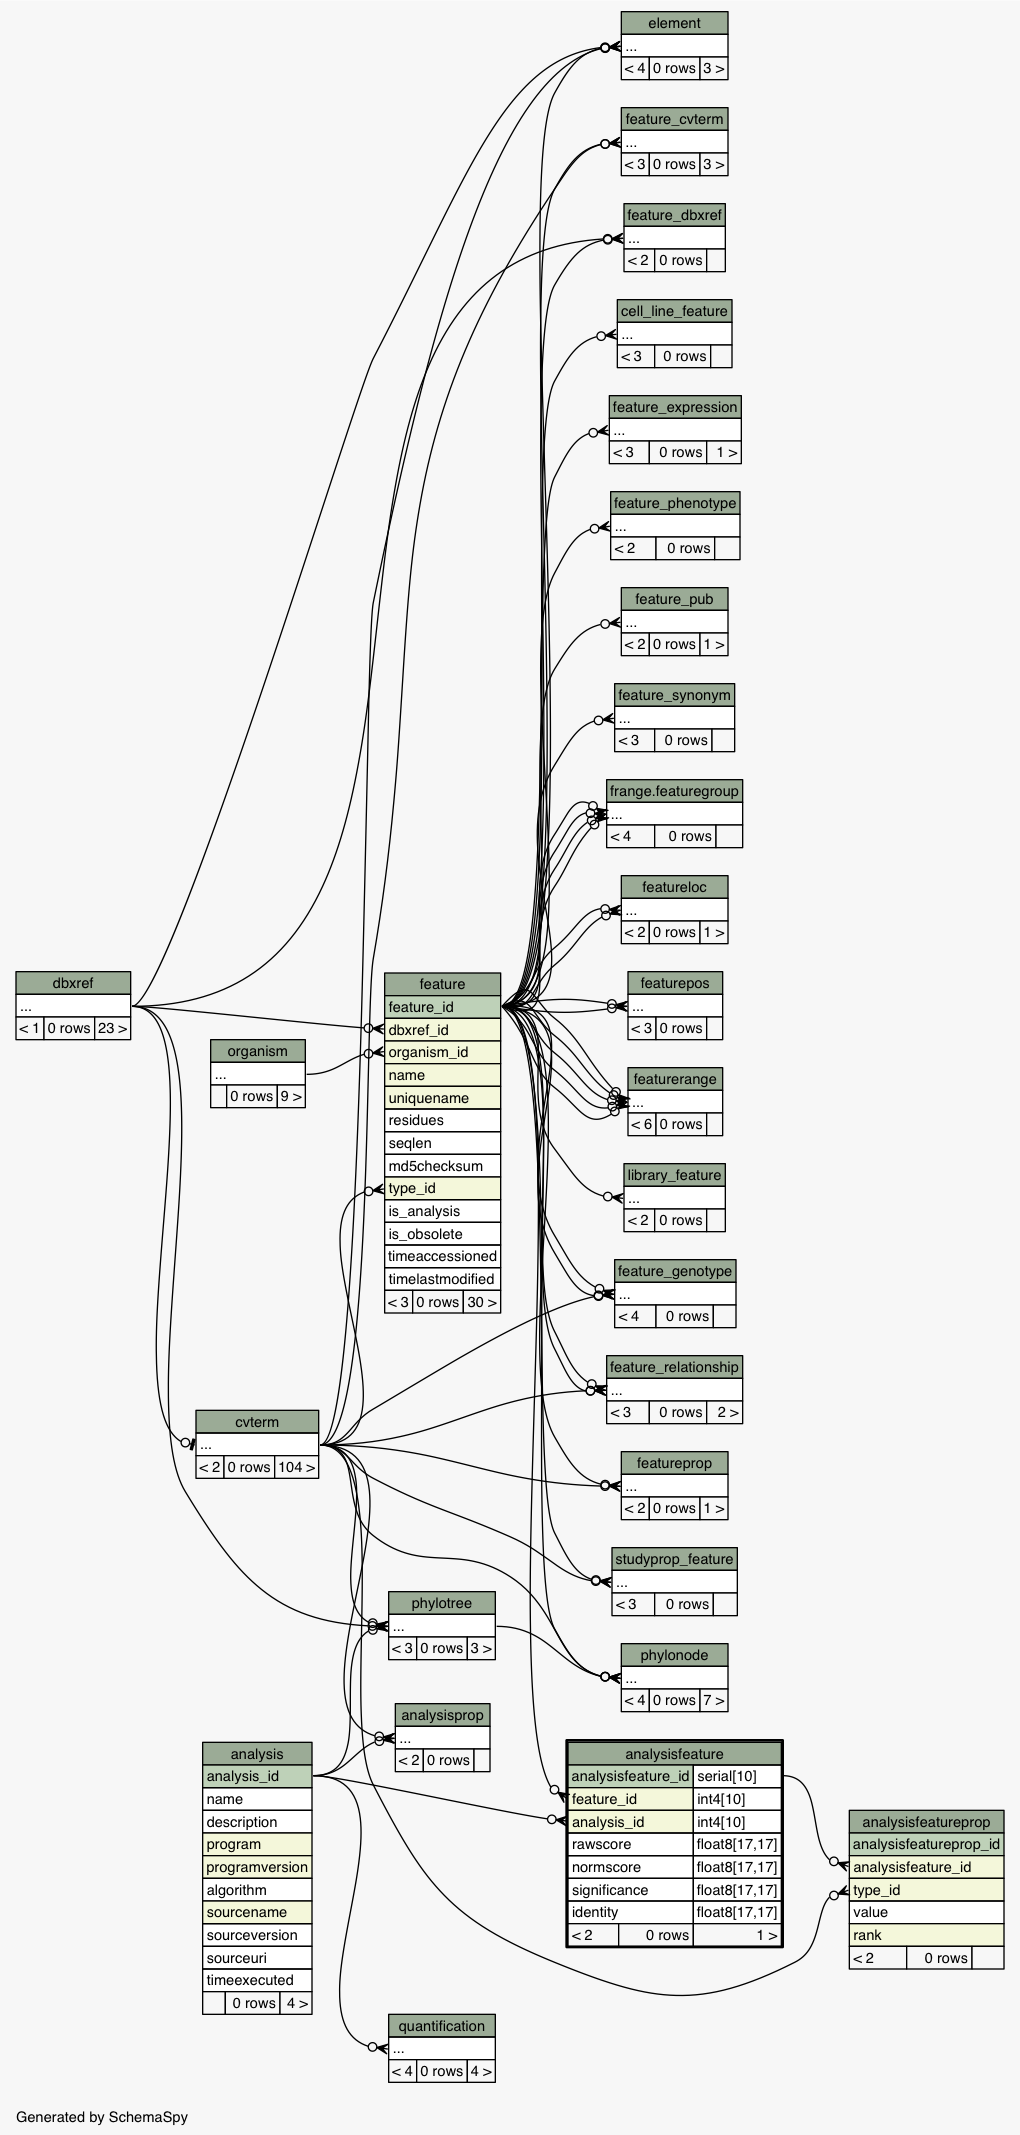 element
...
< 4 0 rows 3 >
feature_cvterm
...
< 3 0 rows 3 >
feature_dbxref
...
< 2 0 rows
cell_line_feature
...
< 3 0 rows
feature_expression
...
< 3 0 rows 1 >
feature_phenotype
...
< 2 0 rows
feature_pub
...
< 2 0 rows 1 >
feature_synonym
...
< 3 0 rows
frange.featuregroup
...
< 4 0 rows
featureloc
...
< 2 0 rows 1 >
dbxref
...
< 1 0 rows 23 >
organism
...
0 rows 9 >
feature
feature_id
dbxref_id
organism_id
name
uniquename
residues
seqlen
md5checksum
type_id
is_analysis
is_obsolete
timeaccessioned
timelastmodified
< 3 0 rows 30 >
featurepos
...
< 3 0 rows
featurerange
...
< 6 0 rows
library_feature
...
< 2 0 rows
feature_genotype
...
< 4 0 rows
feature_relationship
...
< 3 0 rows 2 >
cvterm
...
< 2 0 rows 104 >
featureprop
...
< 2 0 rows 1 >
studyprop_feature
...
< 3 0 rows
phylotree
...
< 3 0 rows 3 >
phylonode
...
< 4 0 rows 7 >
analysisprop
...
< 2 0 rows
analysis
analysis_id
name
description
program
programversion
algorithm
sourcename
sourceversion
sourceuri
timeexecuted
0 rows 4 >
analysisfeature
analysisfeature_id serial[10]
feature_id int4[10]
analysis_id int4[10]
rawscore float8[17,17]
normscore float8[17,17]
significance float8[17,17]
identity float8[17,17]
< 2 0 rows 1 >
analysisfeatureprop
analysisfeatureprop_id
analysisfeature_id
type_id
value
rank
< 2 0 rows
quantification
...
< 4 0 rows 4 >
Generated by SchemaSpy